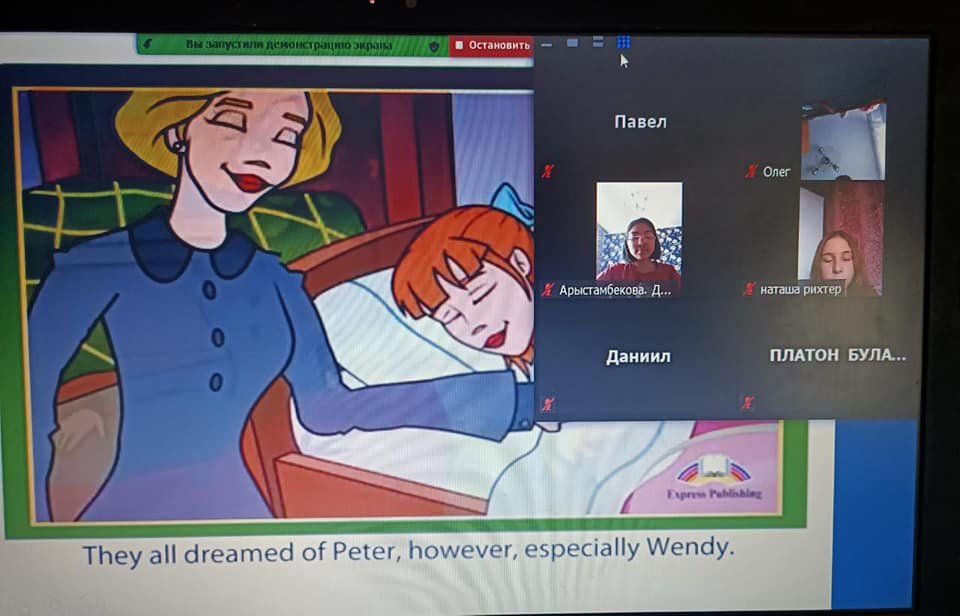 Вы запустили демонстрацию экрана
Остановить
Павел
Олег
Арыстамбекова. Д...
наташа рихтер
Даниил
ПЛАТОН БУЛА...
Express Publishing
They all dreamed of Peter, however, especially Wendy.